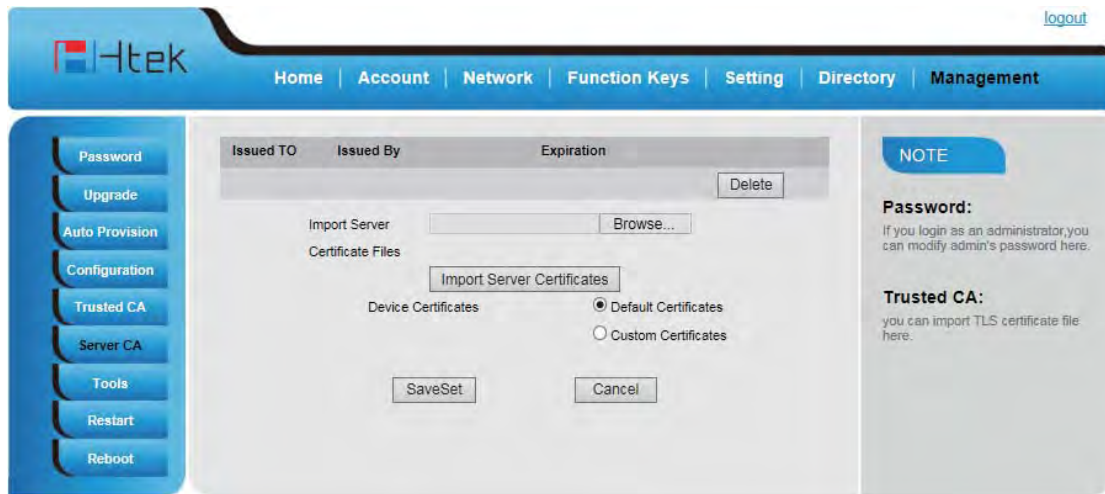 logout
Htek
Home | Account | Network | Function Keys | Setting | Directory | Management
Password
Upgrade
Auto Provision
Configuration
Trusted CA
Server CA
Tools
Restart
Reboot
Issued TO Issued By Expiration
Delete
Import Server Browse...
Certificate Files
Import Server Certificates
Device Certificates Default Certificates
Custom Certificates
SaveSet Cancel
NOTE
Password:
If you login as an administrator,you
can modify admin's password here.
Trusted CA:
you can import TLS certificate file
here.